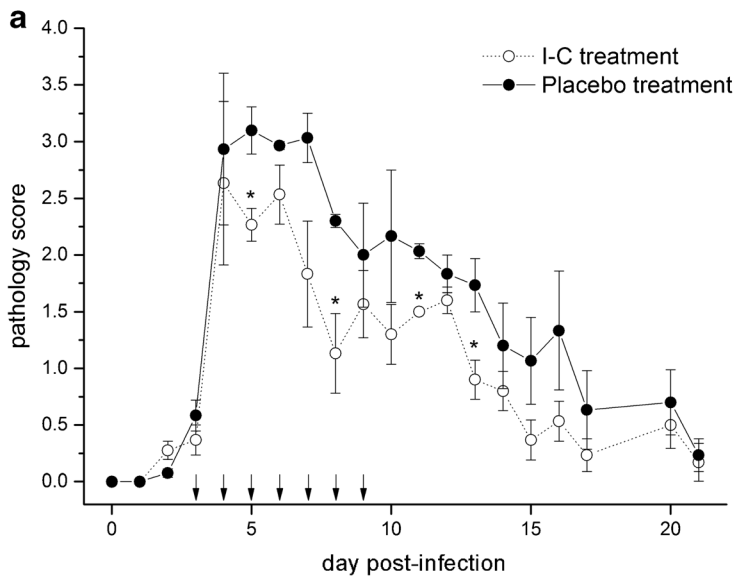 a
I-C treatment
Placebo treatment
pathology score
4.0
3.5
3.0
2.5
2.0
1.5
1.0
0.5
0.0
*
*
*
*
0 5 10 15 20
day post-infection